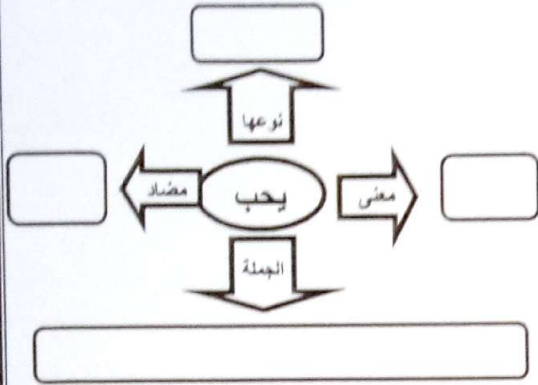 نوعها
معنى
يحب
مضاد
الجملة